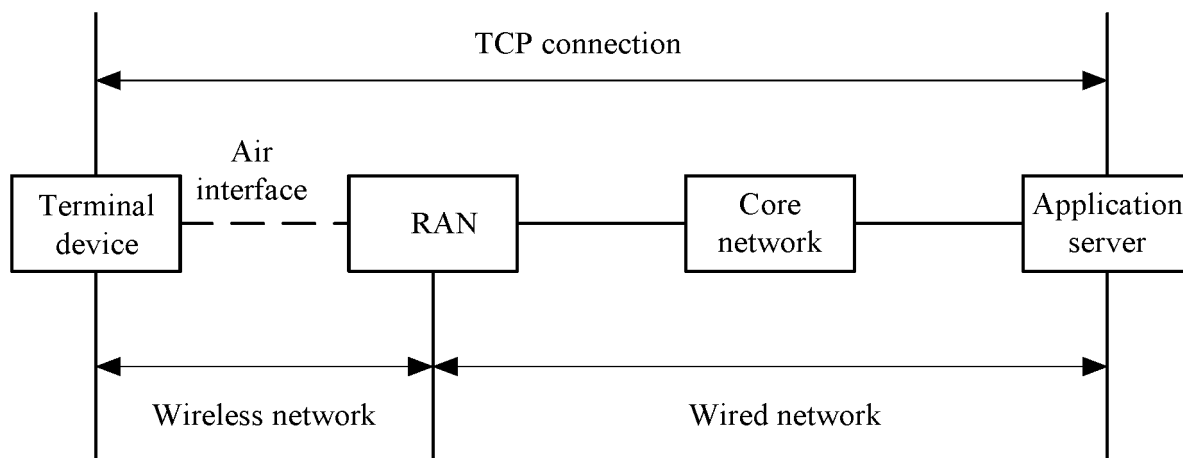 TCP connection
Air
interface
Terminal
device
RAN
Core
network
Application
server
Wireless network
Wired network